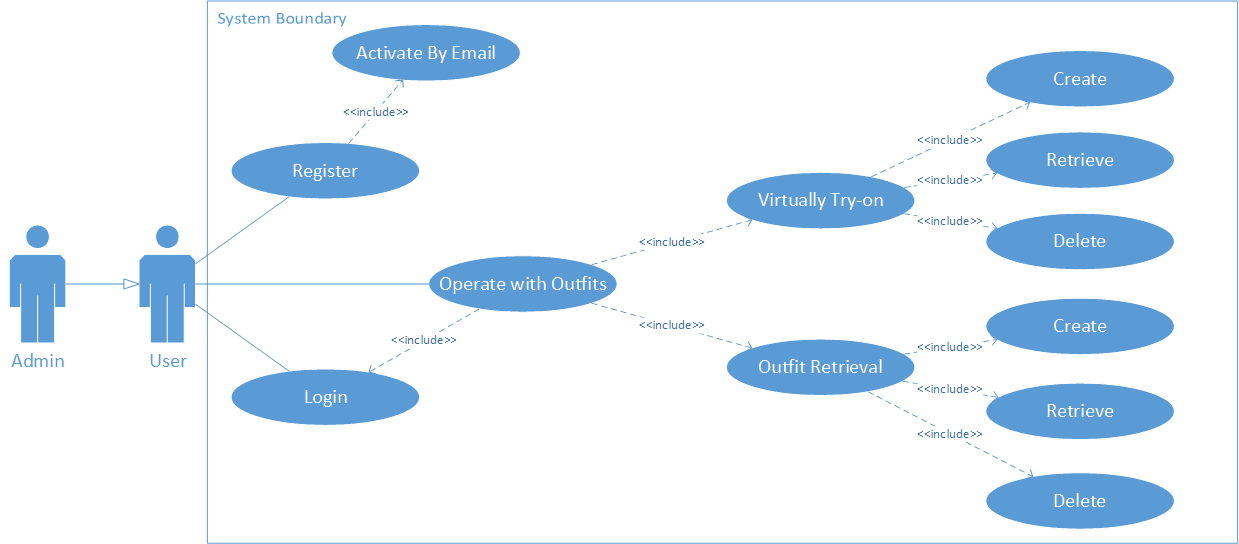 System Boundary
Activate By Email
<<include>>
Register
Admin
User
Operate with Outfits
<<include>>
Login
<<include>>
Virtually Try-on
<<include>>
Create
<<include>>
Retrieve
<<include>>
Delete
<<include>>
Outfit Retrieval
<<include>>
Create
<<include>>
Retrieve
<<include>>
Delete